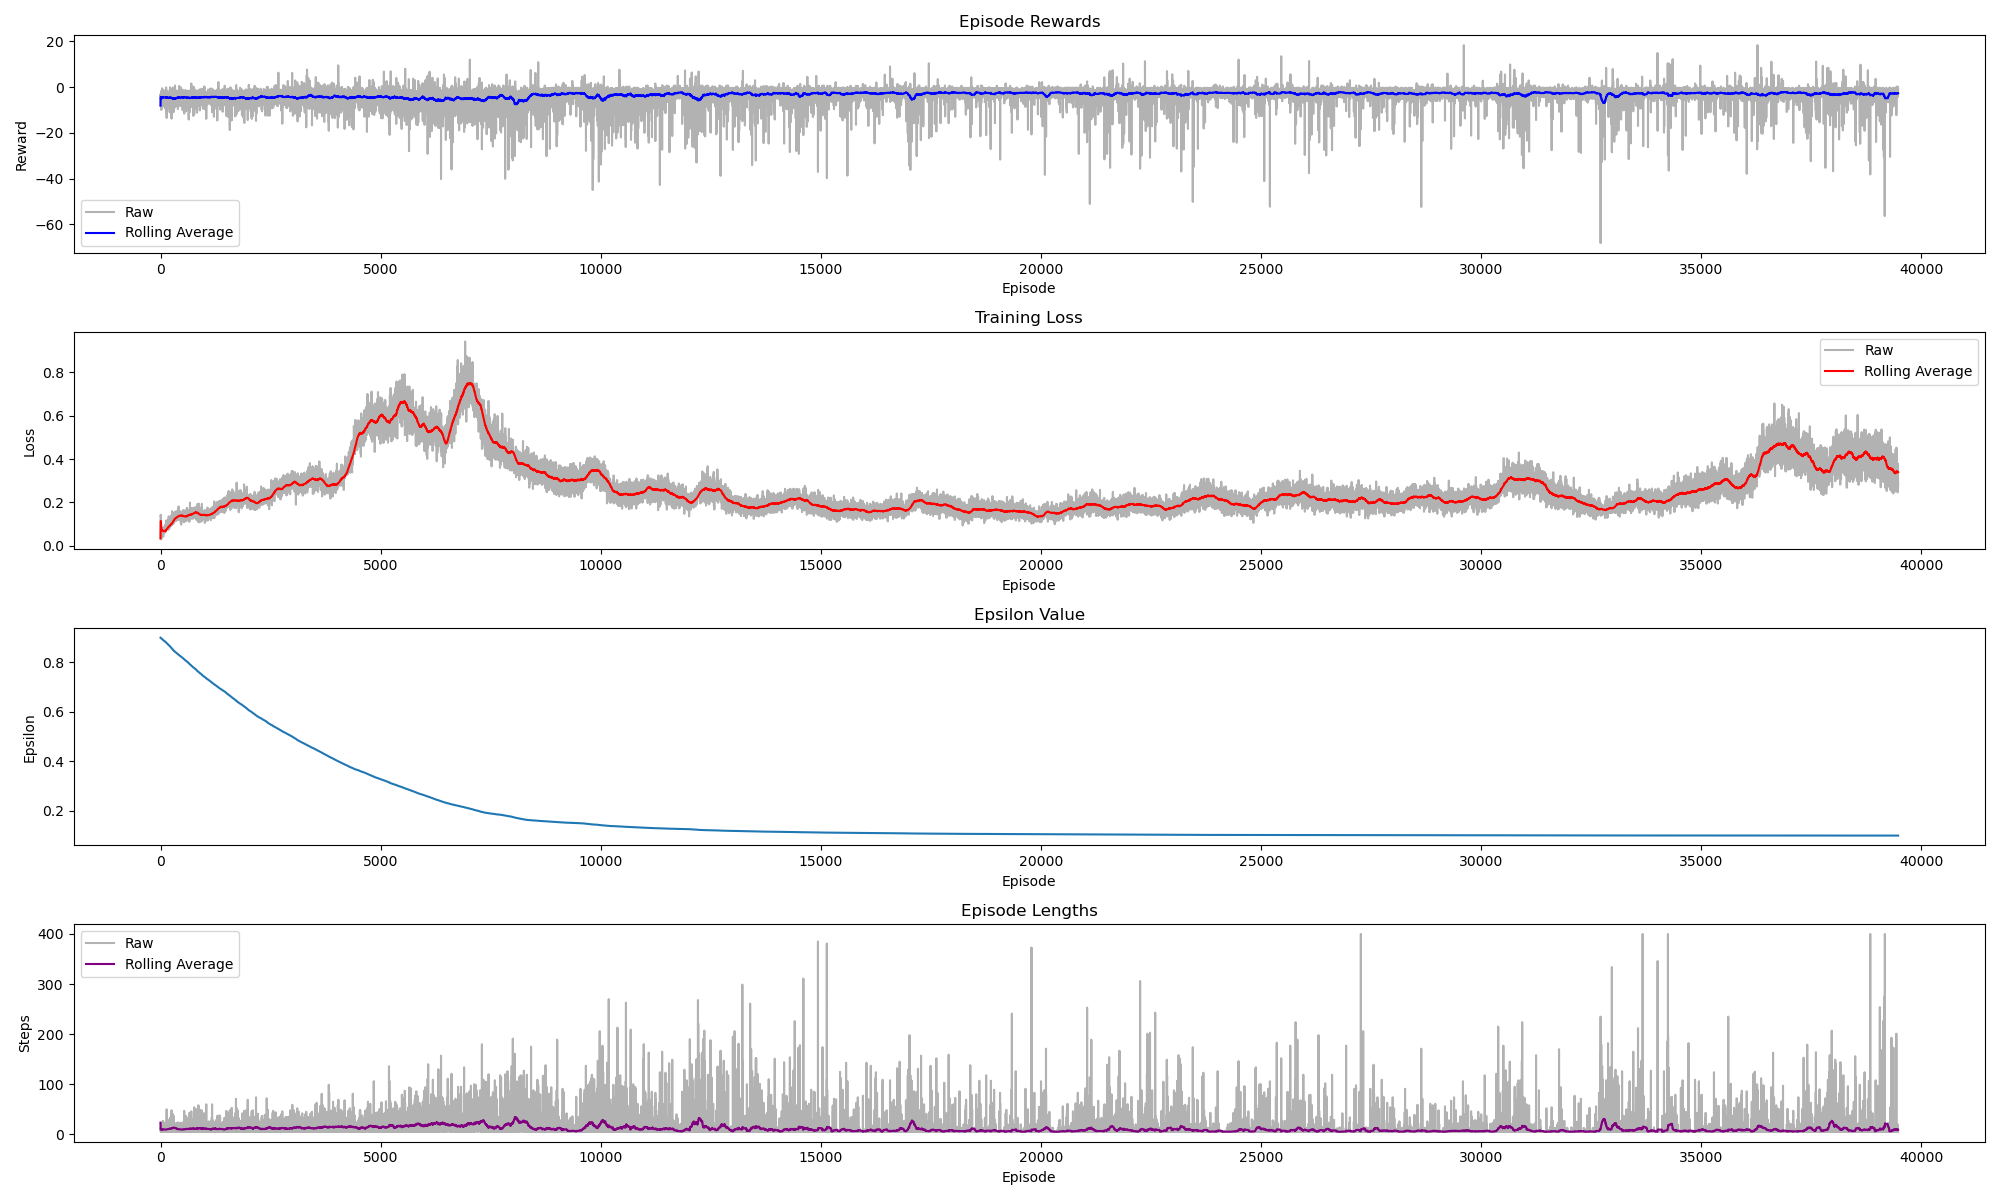 Episode Rewards
20
0
−20
−40
−60
Reward
Raw
Rolling Average
0 5000 10000 15000 20000 25000 30000 35000 40000
Episode
Training Loss
0.8
0.6
0.4
0.2
0.0
Loss
Raw
Rolling Average
0 5000 10000 15000 20000 25000 30000 35000 40000
Episode
Epsilon Value
0.8
0.6
0.4
0.2
Epsilon
0 5000 10000 15000 20000 25000 30000 35000 40000
Episode
Episode Lengths
400
300
200
100
0
Steps
Raw
Rolling Average
0 5000 10000 15000 20000 25000 30000 35000 40000
Episode